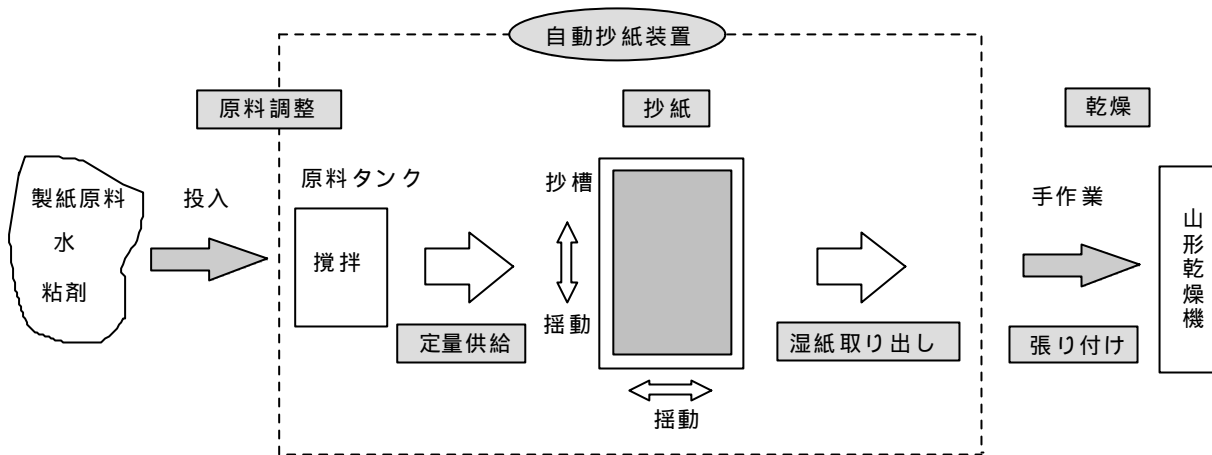 自動抄紙装置
原料調整
抄紙
乾燥
製紙原料
水
粘剤
投入
原料タンク
攪拌
定量供給
抄槽
揺動
揺動
湿紙取り出し
手作業
張り付け
山形乾燥機